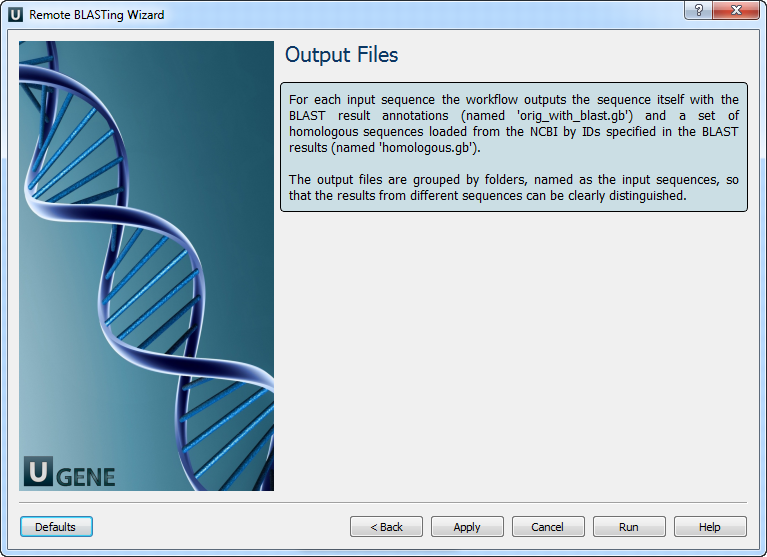 Remote BLASTing Wizard
Output Files
For each input sequence the workflow outputs the sequence itself with the
BLAST result annotations (named 'orig_with_blast.gb') and a set of
homologous sequences loaded from the NCBI by IDs specified in the BLAST
results (named 'homologous.gb').
The output files are grouped by folders, named as the input sequences, so
that the results from different sequences can be clearly distinguished.
U GENE
Defaults
< Back
Apply
Cancel
Run
Help